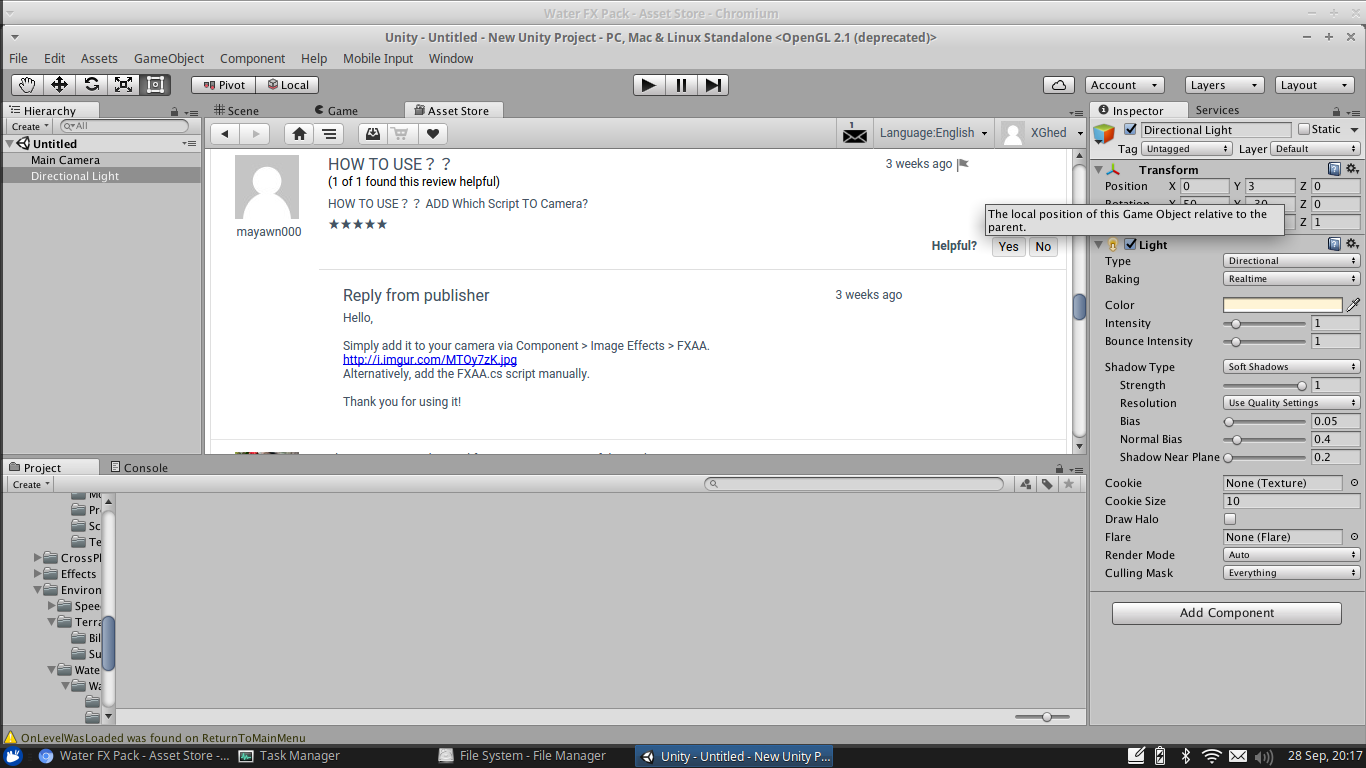 Water FX Pack - Asset Store - Chromium
Unity - Untitled - New Unity Project - PC, Mac & Linux Standalone <OpenGL 2.1 (deprecated)>
File Edit Assets GameObject Component Help Mobile Input Window
Pivot Local Account Layers Layout
Hierarchy Scene Game Asset Store Inspector Services
Create All
Untitled
Main Camera
Directional Light
1
Language:English XGhed
HOW TO USE？？ 3 weeks ago
(1 of 1 found this review helpful)
HOW TO USE？？ ADD Which Script TO Camera?
★★★★★
mayawn000
Helpful? Yes No
Reply from publisher 3 weeks ago
Hello,
Simply add it to your camera via Component > Image Effects > FXAA.
http://i.imgur.com/MTOy7zK.jpg
Alternatively, add the FXAA.cs script manually.
Thank you for using it!
Directional Light Static
Tag Untagged Layer Default
Transform
Position X 0 Y 3 Z 0
Rotation X 50 Y -30 Z 0
Z 1
The local position of this Game Object relative to the
parent.
Light
Type Directional
Baking Realtime
Color
Intensity 1
Bounce Intensity 1
Shadow Type Soft Shadows
Strength 1
Resolution Use Quality Settings
Bias 0.05
Normal Bias 0.4
Shadow Near Plane 0.2
Cookie None (Texture)
Cookie Size 10
Draw Halo
Flare None (Flare)
Render Mode Auto
Culling Mask Everything
Add Component
Project Console
Create
Pr
Sc
Te
CrossPl
Effects
Environ
Spee
Terra
Bil
Su
Wate
Wa
OnLevelWasLoaded was found on ReturnToMainMenu
Water FX Pack - Asset Store -... Task Manager File System - File Manager Unity - Untitled - New Unity P... 28 Sep, 20:17